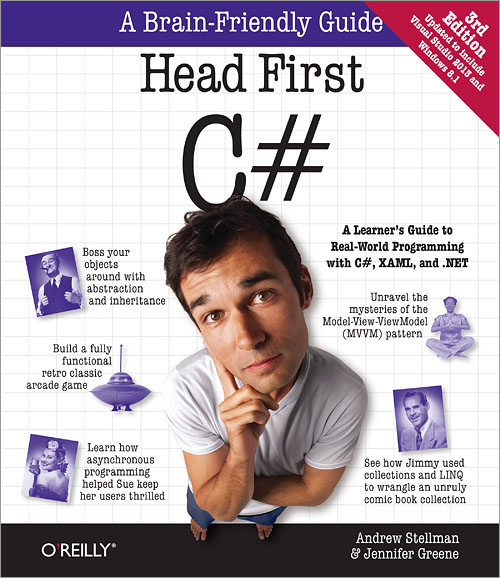 A Brain-Friendly Guide
3rd
Edition
Updated to include
Visual Studio 2013 and
Windows 8.1
Head First
C#
A Learner's Guide to
Real-World Programming
with C#, XAML, and .NET
Boss your
objects
around with
abstraction
and inheritance
Unravel the
mysteries of the
Model-View-ViewModel
(MVVM) pattern
Build a fully
functional
retro classic
arcade game
Learn how
asynchronous
programming
helped Sue keep
her users thrilled
See how Jimmy used
collections and LINQ
to wrangle an unruly
comic book collection
O'REILLY®
Andrew Stellman
& Jennifer Greene